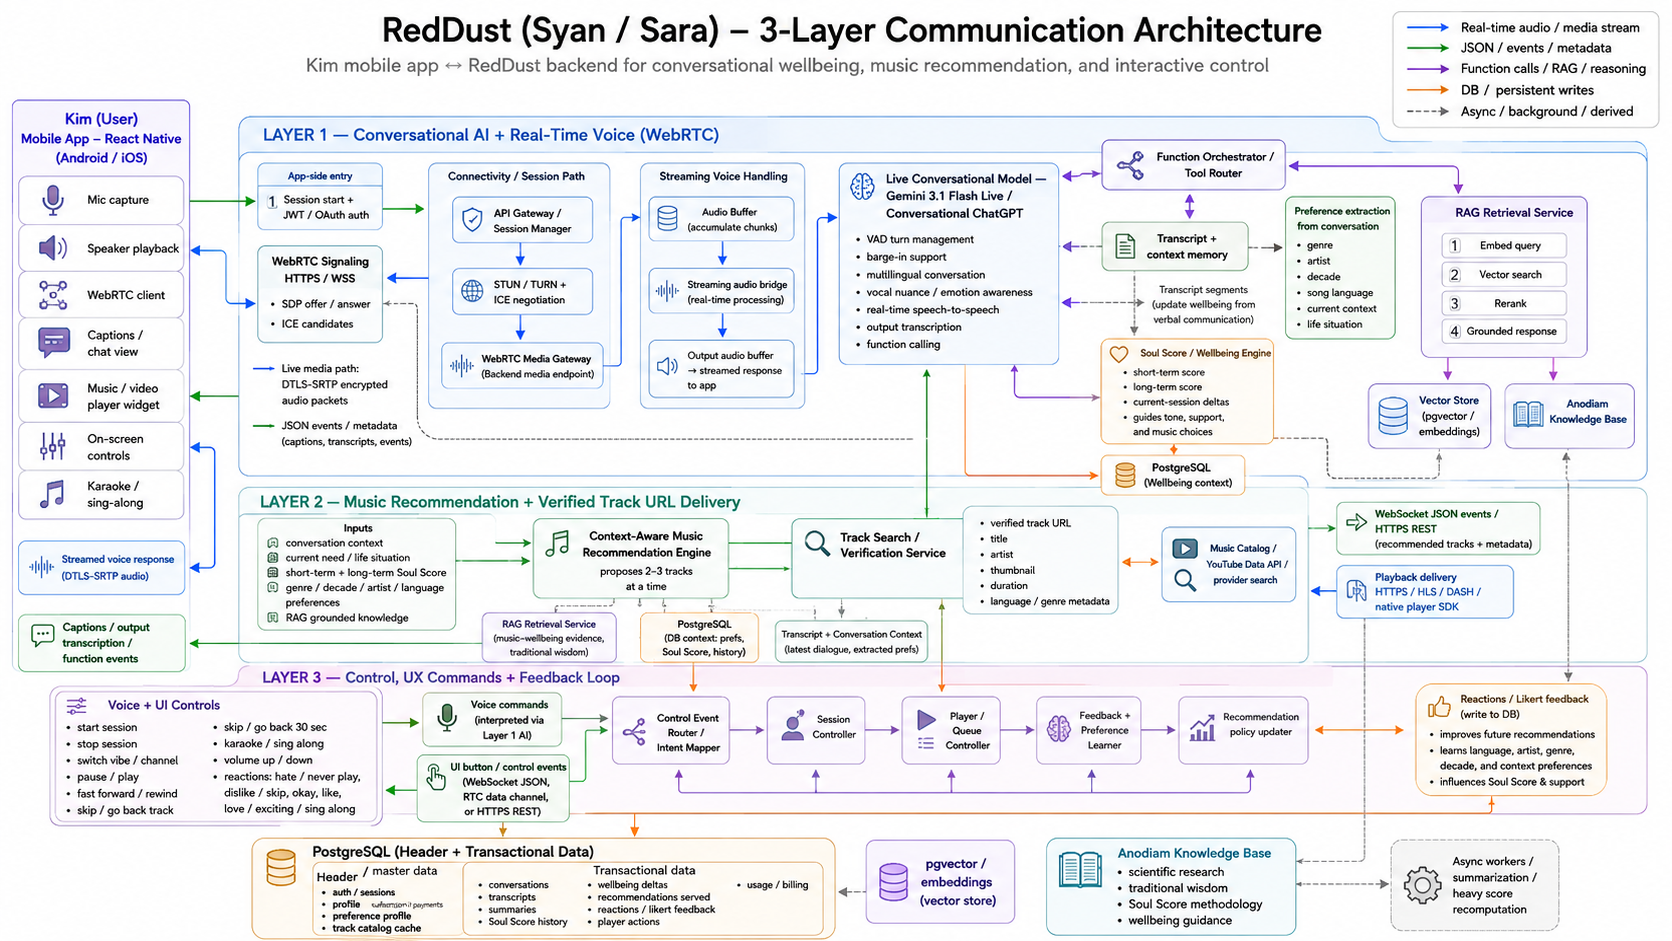 RedDust (Syan / Sara) – 3-Layer Communication Architecture
Kim mobile app ↔ RedDust backend for conversational wellbeing, music recommendation, and interactive control
Real-time audio / media stream
JSON / events / metadata
Function calls / RAG / reasoning
DB / persistent writes
Async / background / derived
Kim (User)
Mobile App – React Native
(Android / iOS)
Mic capture
Speaker playback
WebRTC client
Captions /
chat view
Music / video
player widget
On-screen
controls
Karaoke /
sing-along
Streamed voice response
(DTLS-SRTP audio)
Captions / output
transcription /
function events
LAYER 1 — Conversational AI + Real-Time Voice (WebRTC)
App-side entry
1 Session start +
JWT / OAuth auth
WebRTC Signaling
HTTPS / WSS
• SDP offer / answer
• ICE candidates
Live media path:
DTLS-SRTP encrypted
audio packets
JSON events / metadata
(captions, transcripts, events)
Connectivity / Session Path
API Gateway /
Session Manager
STUN / TURN +
ICE negotiation
WebRTC Media Gateway
(Backend media endpoint)
Streaming Voice Handling
Audio Buffer
(accumulate chunks)
Streaming audio bridge
(real-time processing)
Output audio buffer
→ streamed response
to app
Live Conversational Model —
Gemini 3.1 Flash Live /
Conversational ChatGPT
• VAD turn management
• barge-in support
• multilingual conversation
• vocal nuance / emotion awareness
• real-time speech-to-speech
• output transcription
• function calling
Function Orchestrator /
Tool Router
Transcript +
context memory
Transcript segments
(update wellbeing from
verbal communication)
Soul Score / Wellbeing Engine
• short-term score
• long-term score
• current-session deltas
• guides tone, support,
and music choices
PostgreSQL
(Wellbeing context)
Preference extraction
from conversation
• genre
• artist
• decade
• song language
• current context
• life situation
RAG Retrieval Service
1 Embed query
2 Vector search
3 Rerank
4 Grounded response
Vector Store
(pgvector /
embeddings)
Anodiam
Knowledge Base
LAYER 2 — Music Recommendation + Verified Track URL Delivery
Inputs
conversation context
current need / life situation
short-term + long-term Soul Score
genre / decade / artist / language
preferences
RAG grounded knowledge
Context-Aware Music
Recommendation Engine
proposes 2–3 tracks
at a time
Track Search /
Verification Service
• verified track URL
• title
• artist
• thumbnail
• duration
• language / genre metadata
Music Catalog /
YouTube Data API /
provider search
WebSocket JSON events /
HTTPS REST
(recommended tracks + metadata)
Playback delivery
HTTPS / HLS / DASH /
native player SDK
RAG Retrieval Service
(music–wellbeing evidence,
traditional wisdom)
PostgreSQL
(DB context: prefs,
Soul Score, history)
Transcript + Conversation Context
(latest dialogue, extracted prefs)
LAYER 3 — Control, UX Commands + Feedback Loop
Voice + UI Controls
• start session
• stop session
• switch vibe / channel
• pause / play
• fast forward / rewind
• skip / go back track
• skip / go back 30 sec
• karaoke / sing along
• volume up / down
• reactions: hate / never play,
dislike / skip, okay, like,
love / exciting / sing along
Voice commands
(interpreted via
Layer 1 AI)
UI button / control events
(WebSocket JSON,
RTC data channel,
or HTTPS REST)
Control Event
Router /
Intent Mapper
Session
Controller
Player /
Queue
Controller
Feedback +
Preference
Learner
Recommendation
policy updater
Reactions / Likert feedback
(write to DB)
• improves future recommendations
• learns language, artist, genre,
decade, and context preferences
• influences Soul Score & support
PostgreSQL (Header + Transactional Data)
Header / master data
• auth / sessions
• profile
• preference profile
• track catalog cache
Transactional data
• conversations
• transcripts
• summaries
• Soul Score history
• wellbeing deltas
• recommendations served
• reactions / likert feedback
• player actions
• usage / billing
pgvector /
embeddings
(vector store)
Anodiam Knowledge Base
• scientific research
• traditional wisdom
• Soul Score methodology
• wellbeing guidance
Async workers /
summarization /
heavy score
recomputation